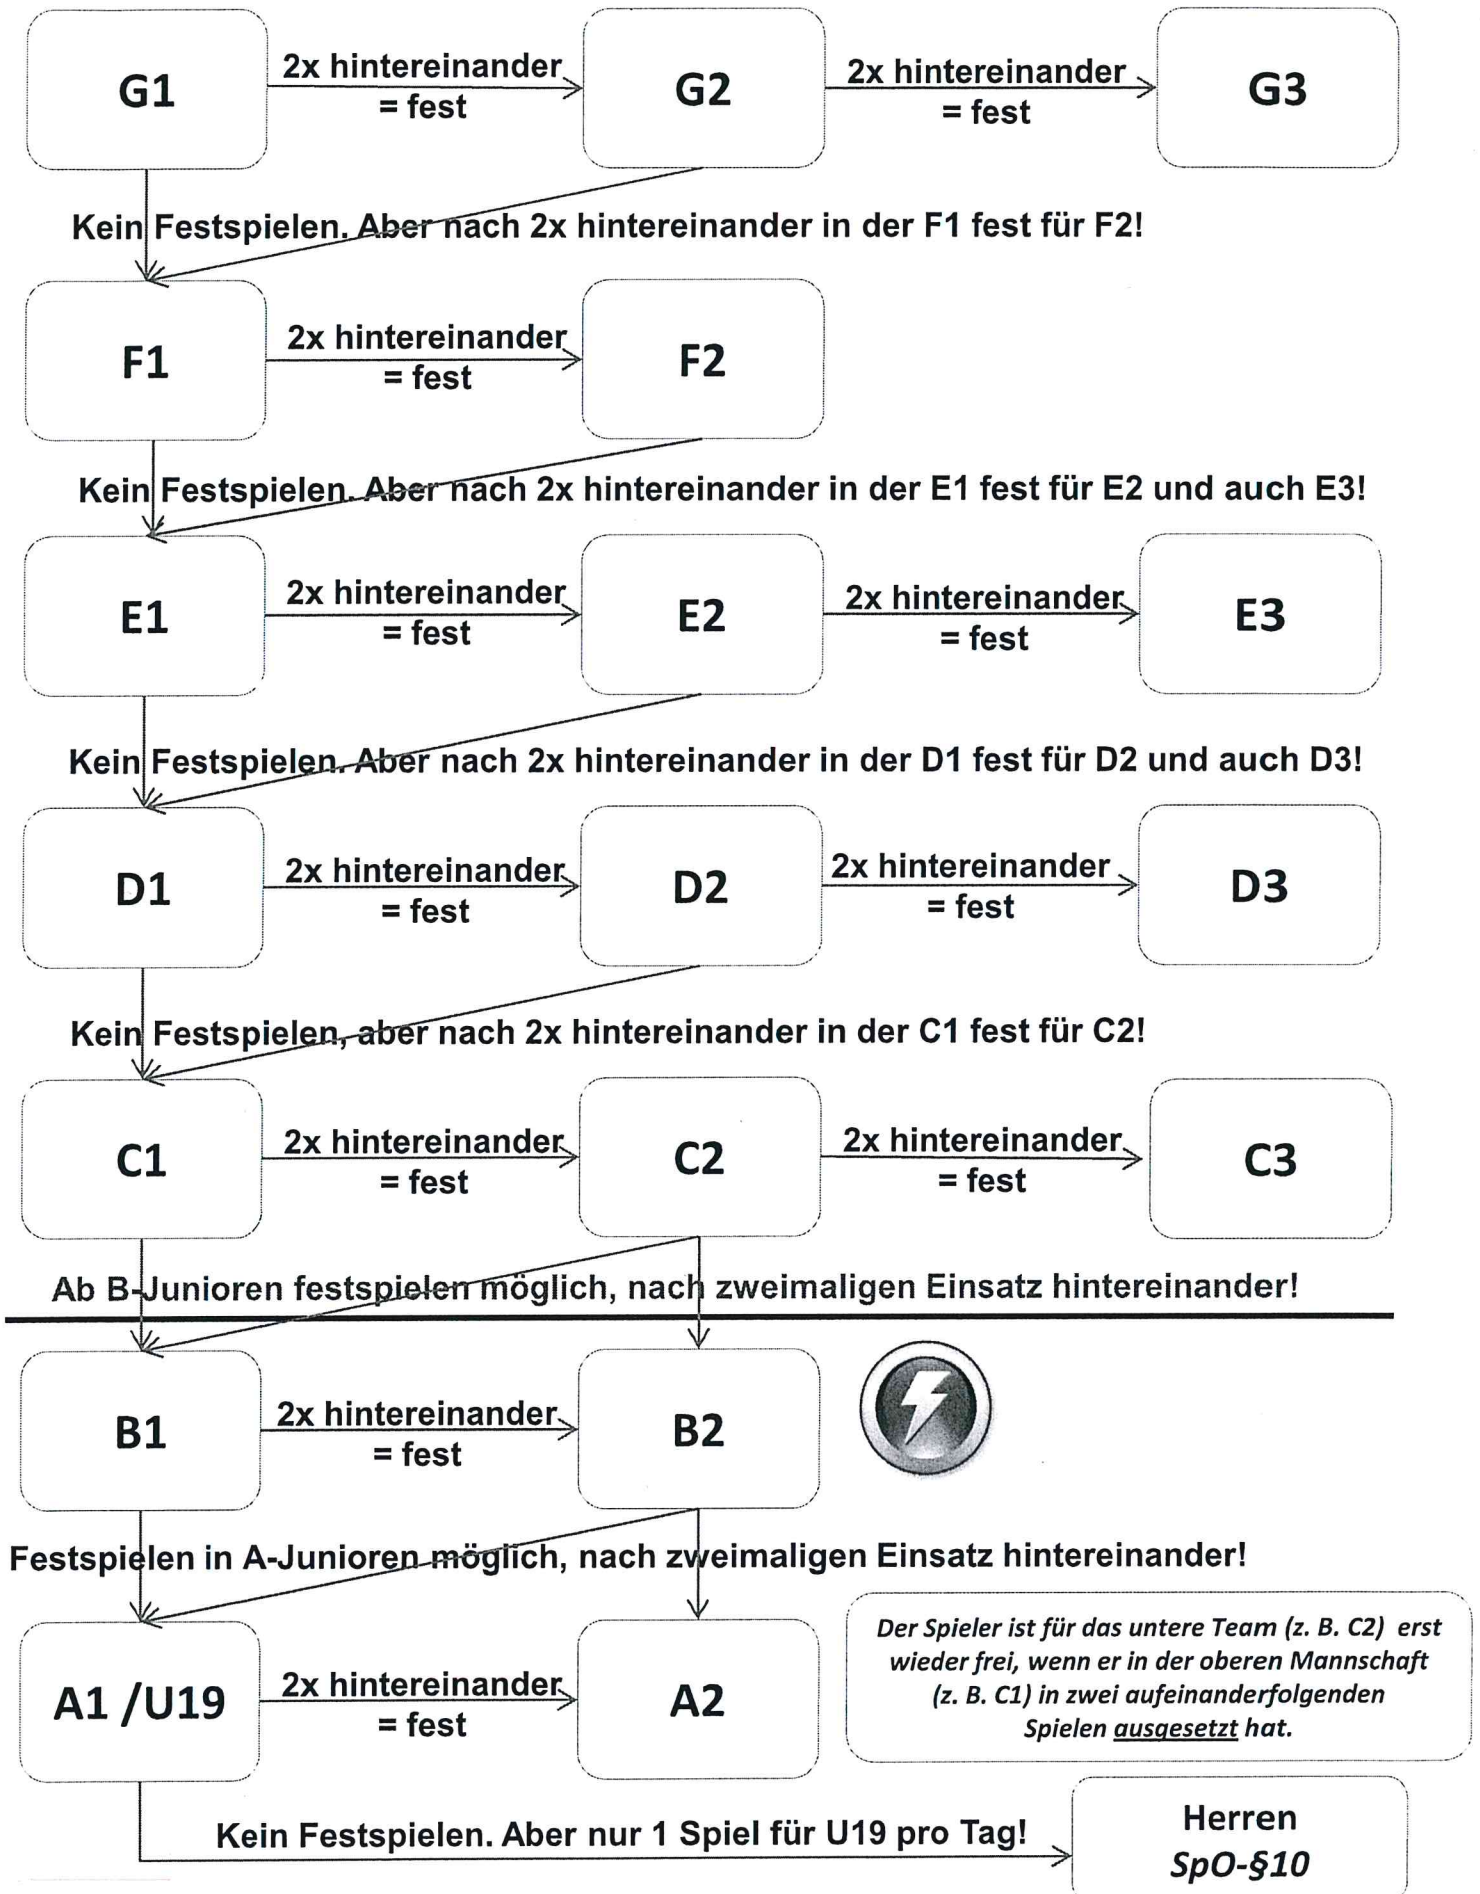 G1
2x hintereinander
= fest
G2
2x hintereinander
= fest
G3
Kein Festspielen. Aber nach 2x hintereinander in der F1 fest für F2!
F1
2x hintereinander
= fest
F2
Kein Festspielen. Aber nach 2x hintereinander in der E1 fest für E2 und auch E3!
E1
2x hintereinander
= fest
E2
2x hintereinander
= fest
E3
Kein Festspielen. Aber nach 2x hintereinander in der D1 fest für D2 und auch D3!
D1
2x hintereinander
= fest
D2
2x hintereinander
= fest
D3
Kein Festspielen, aber nach 2x hintereinander in der C1 fest für C2!
C1
2x hintereinander
= fest
C2
2x hintereinander
= fest
C3
Ab B-Junioren festspielen möglich, nach zweimaligen Einsatz hintereinander!
B1
2x hintereinander
= fest
B2
Festspielen in A-Junioren möglich, nach zweimaligen Einsatz hintereinander!
A1 /U19
2x hintereinander
= fest
A2
Der Spieler ist für das untere Team (z. B. C2) erst
wieder frei, wenn er in der oberen Mannschaft
(z. B. C1) in zwei aufeinanderfolgenden
Spielen ausgesetzt hat.
Kein Festspielen. Aber nur 1 Spiel für U19 pro Tag!
Herren
SpO-§10